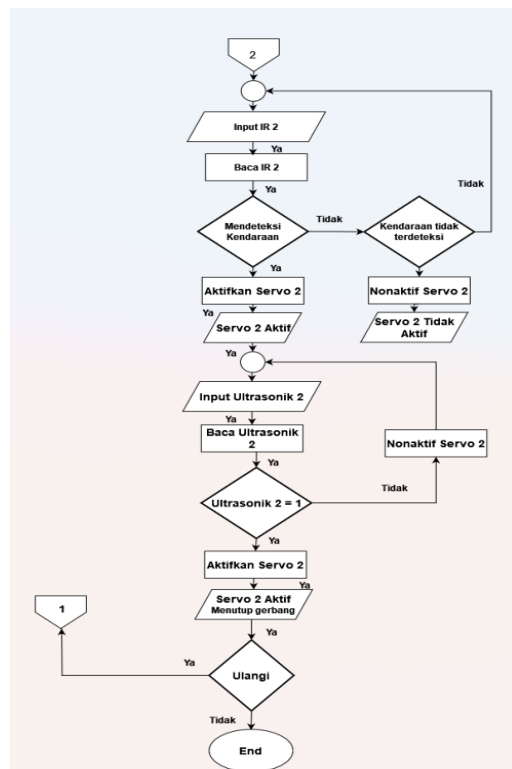 2
Input IR 2
Ya
Baca IR 2
Ya
Tidak
Mendeteksi
Kendaraan
Tidak
Kendaraan tidak
terdeteksi
Ya
Aktifkan Servo 2
Nonaktif Servo 2
Ya
Servo 2 Aktif
Servo 2 Tidak
Aktif
Ya
Input Ultrasonik 2
Ya
Baca Ultrasonik
2
Nonaktif Servo 2
Ya
Tidak
Ultrasonik 2 = 1
Ya
Aktifkan Servo 2
Ya
Servo 2 Aktif
Menutup gerbang
1
Ya
Ya
Ulangi
Tidak
End